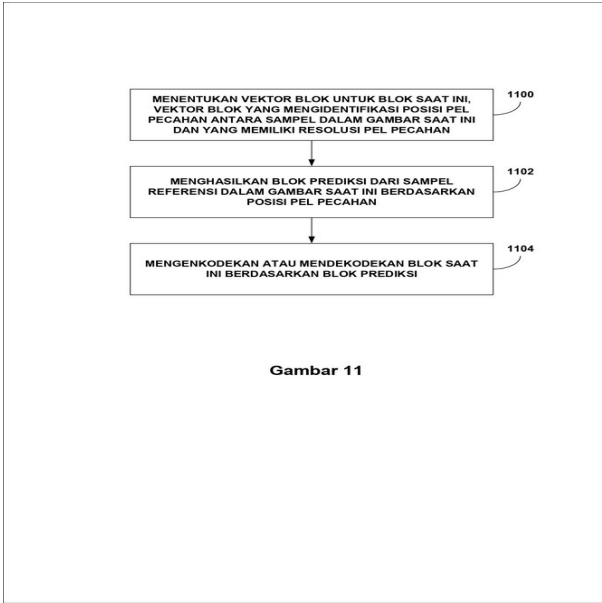 1100
MENENTUKAN VEKTOR BLOK UNTUK BLOK SAAT INI,
VEKTOR BLOK YANG MENGIDENTIFIKASI POSISI PEL
PECAHAN ANTARA SAMPEL DALAM GAMBAR SAAT INI
DAN YANG MEMILIKI RESOLUSI PEL PECAHAN
1102
MENGHASILKAN BLOK PREDIKSI DARI SAMPEL
REFERENSI DALAM GAMBAR SAAT INI BERDASARKAN
POSISI PEL PECAHAN
1104
MENGENKODEKAN ATAU MENDEKODEKAN BLOK SAAT
INI BERDASARKAN BLOK PREDIKSI
Gambar 11